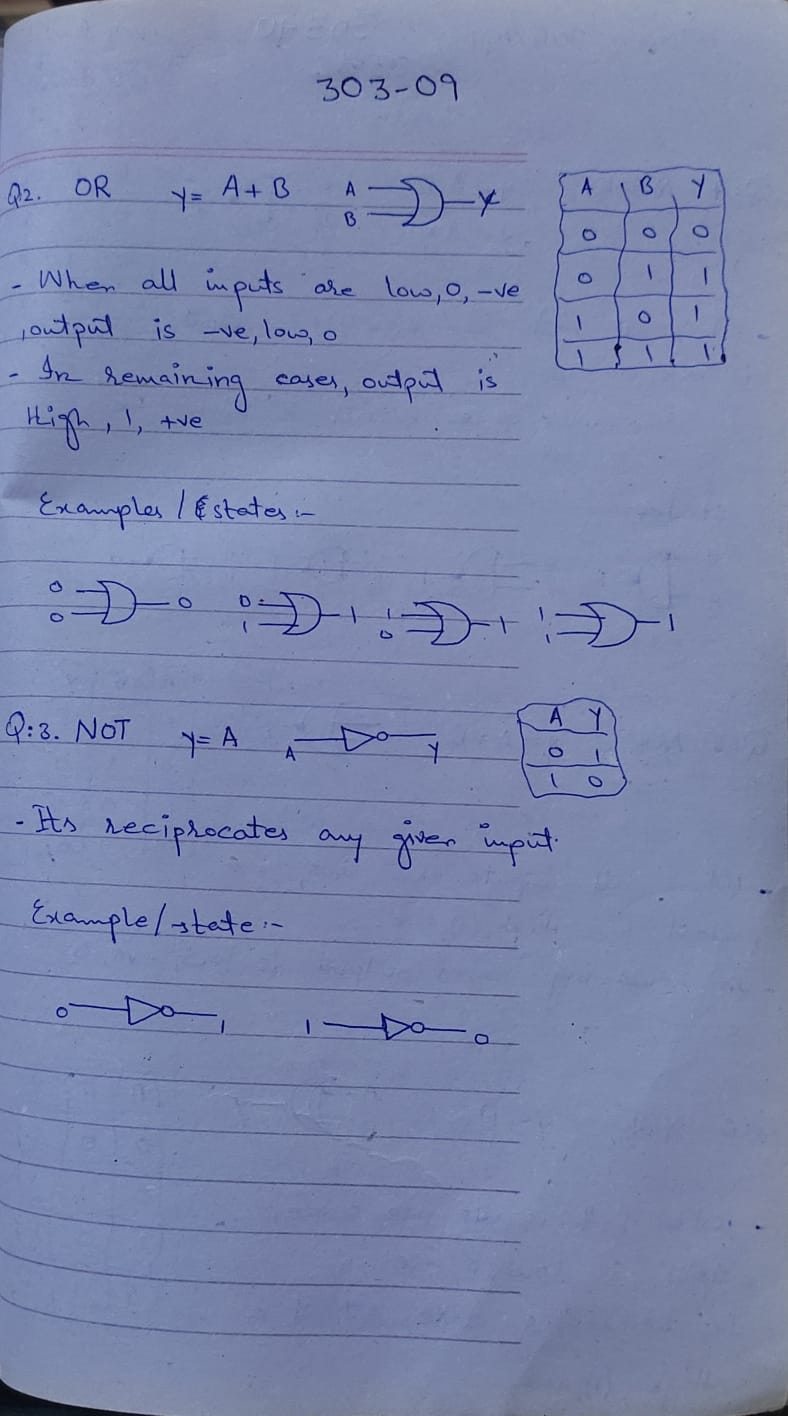 303-09
Q2. OR Y= A+B A B Y
A B Y
0 0 0
0 1 1
1 0 1
1 1 1
- When all inputs are low, 0, -ve
, output is -ve, low, 0
- In remaining cases, output is
High, 1, +ve
Examples / states :-
0 0 0 0 1 1 1 0 1 1 1 1
Q:3. NOT Y= A A Y
A Y
0 1
1 0
- Its reciprocates any given input.
Example/state :-
0 1 1 0